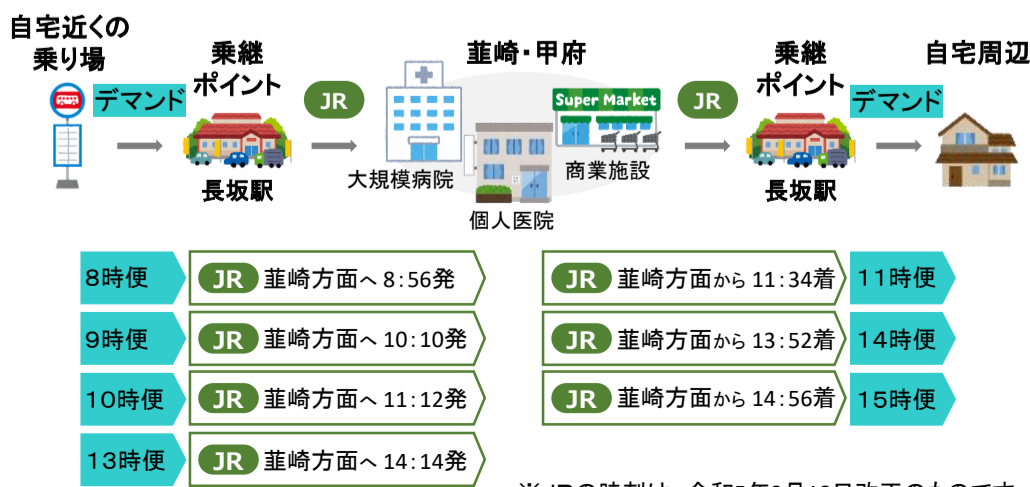 自宅近くの
乗り場
デマンド
乗継
ポイント
長坂駅
JR
韮崎・甲府
大規模病院
個人医院
Super Market
商業施設
JR
乗継
ポイント
長坂駅
デマンド
自宅周辺
8時便 JR 韮崎方面へ 8:56発
JR 韮崎方面から 11:34着 11時便
9時便 JR 韮崎方面へ 10:10発
JR 韮崎方面から 13:52着 14時便
10時便 JR 韮崎方面へ 11:12発
JR 韮崎方面から 14:56着 15時便
13時便 JR 韮崎方面へ 14:14発